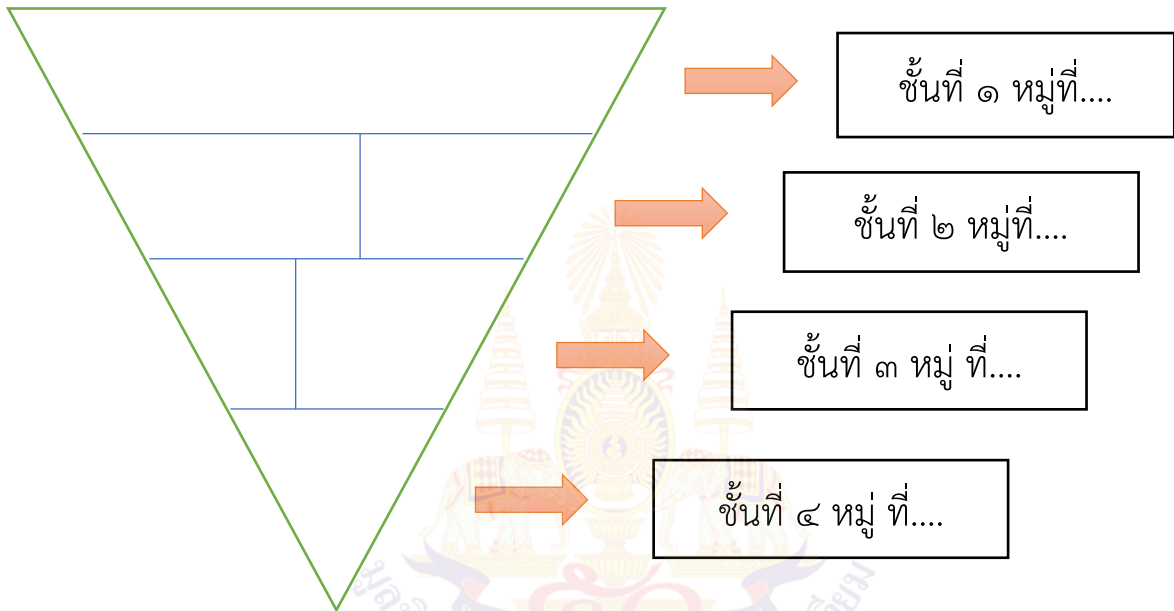 ชั้นที่ ๑ หมู่ที่....
ชั้นที่ ๒ หมู่ที่....
ชั้นที่ ๓ หมู่ ที่....
ชั้นที่ ๔ หมู่ ที่....